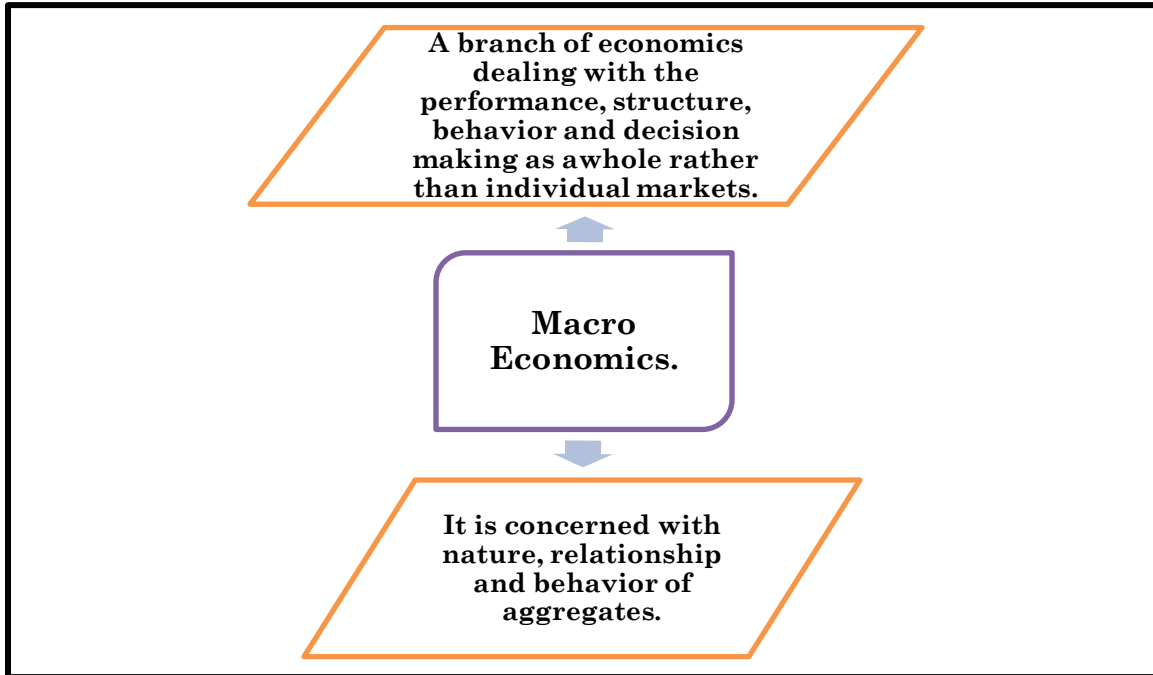 A branch of economics
dealing with the
performance, structure,
behavior and decision
making as awhole rather
than individual markets.
Macro
Economics.
It is concerned with
nature, relationship
and behavior of
aggregates.